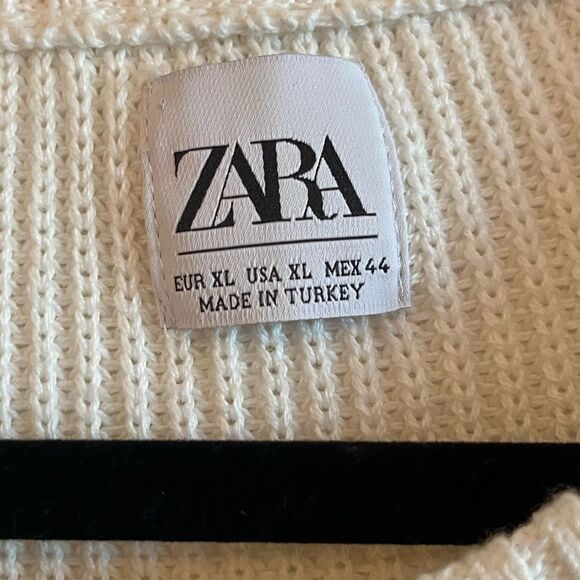 ZARA
EUR XL USA XL MEX 44
MADE IN TURKEY